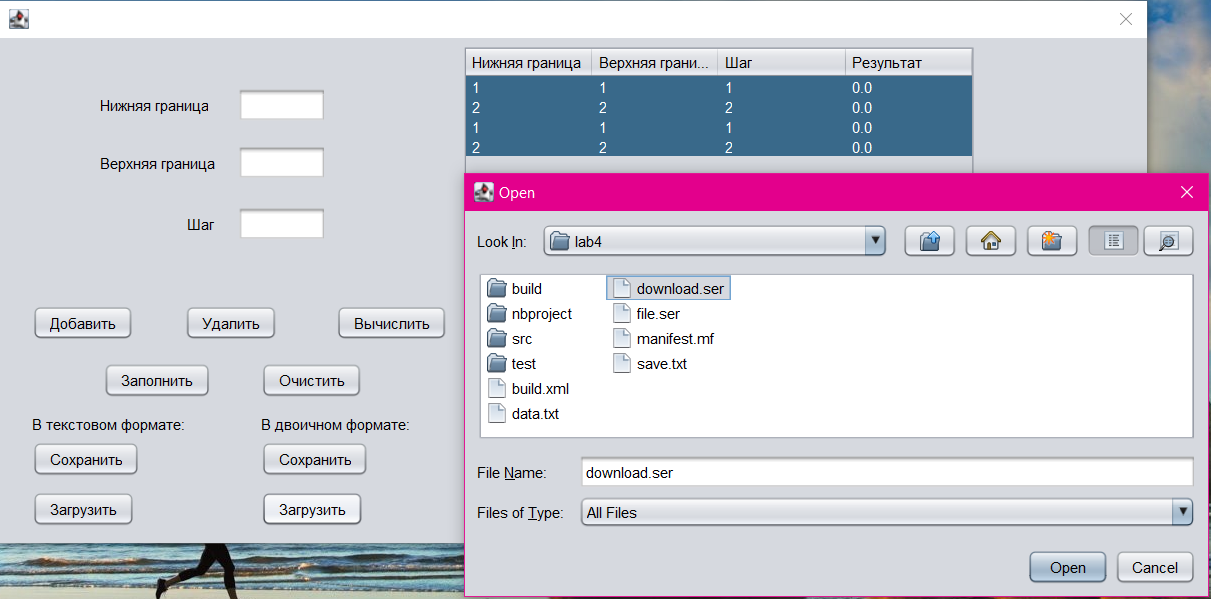 Нижняя граница
Верхняя граница
Шаг
Добавить
Удалить
Вычислить
Заполнить
Очистить
В текстовом формате:
В двоичном формате:
Сохранить
Сохранить
Загрузить
Загрузить
Нижняя граница Верхняя грани... Шаг Результат
1 1 1 0.0
2 2 2 0.0
1 1 1 0.0
2 2 2 0.0
Open
Look In: lab4
build
nbproject
src
test
build.xml
data.txt
download.ser
file.ser
manifest.mf
save.txt
File Name: download.ser
Files of Type: All Files
Open
Cancel